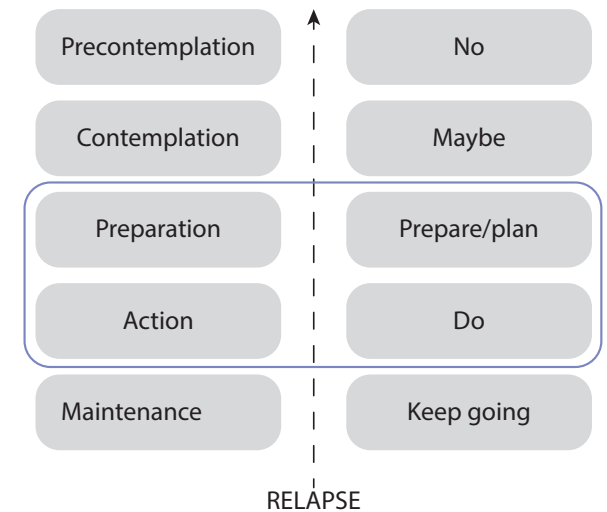 Precontemplation
No
Contemplation
Maybe
Preparation
Prepare/plan
Action
Do
Maintenance
Keep going
RELAPSE